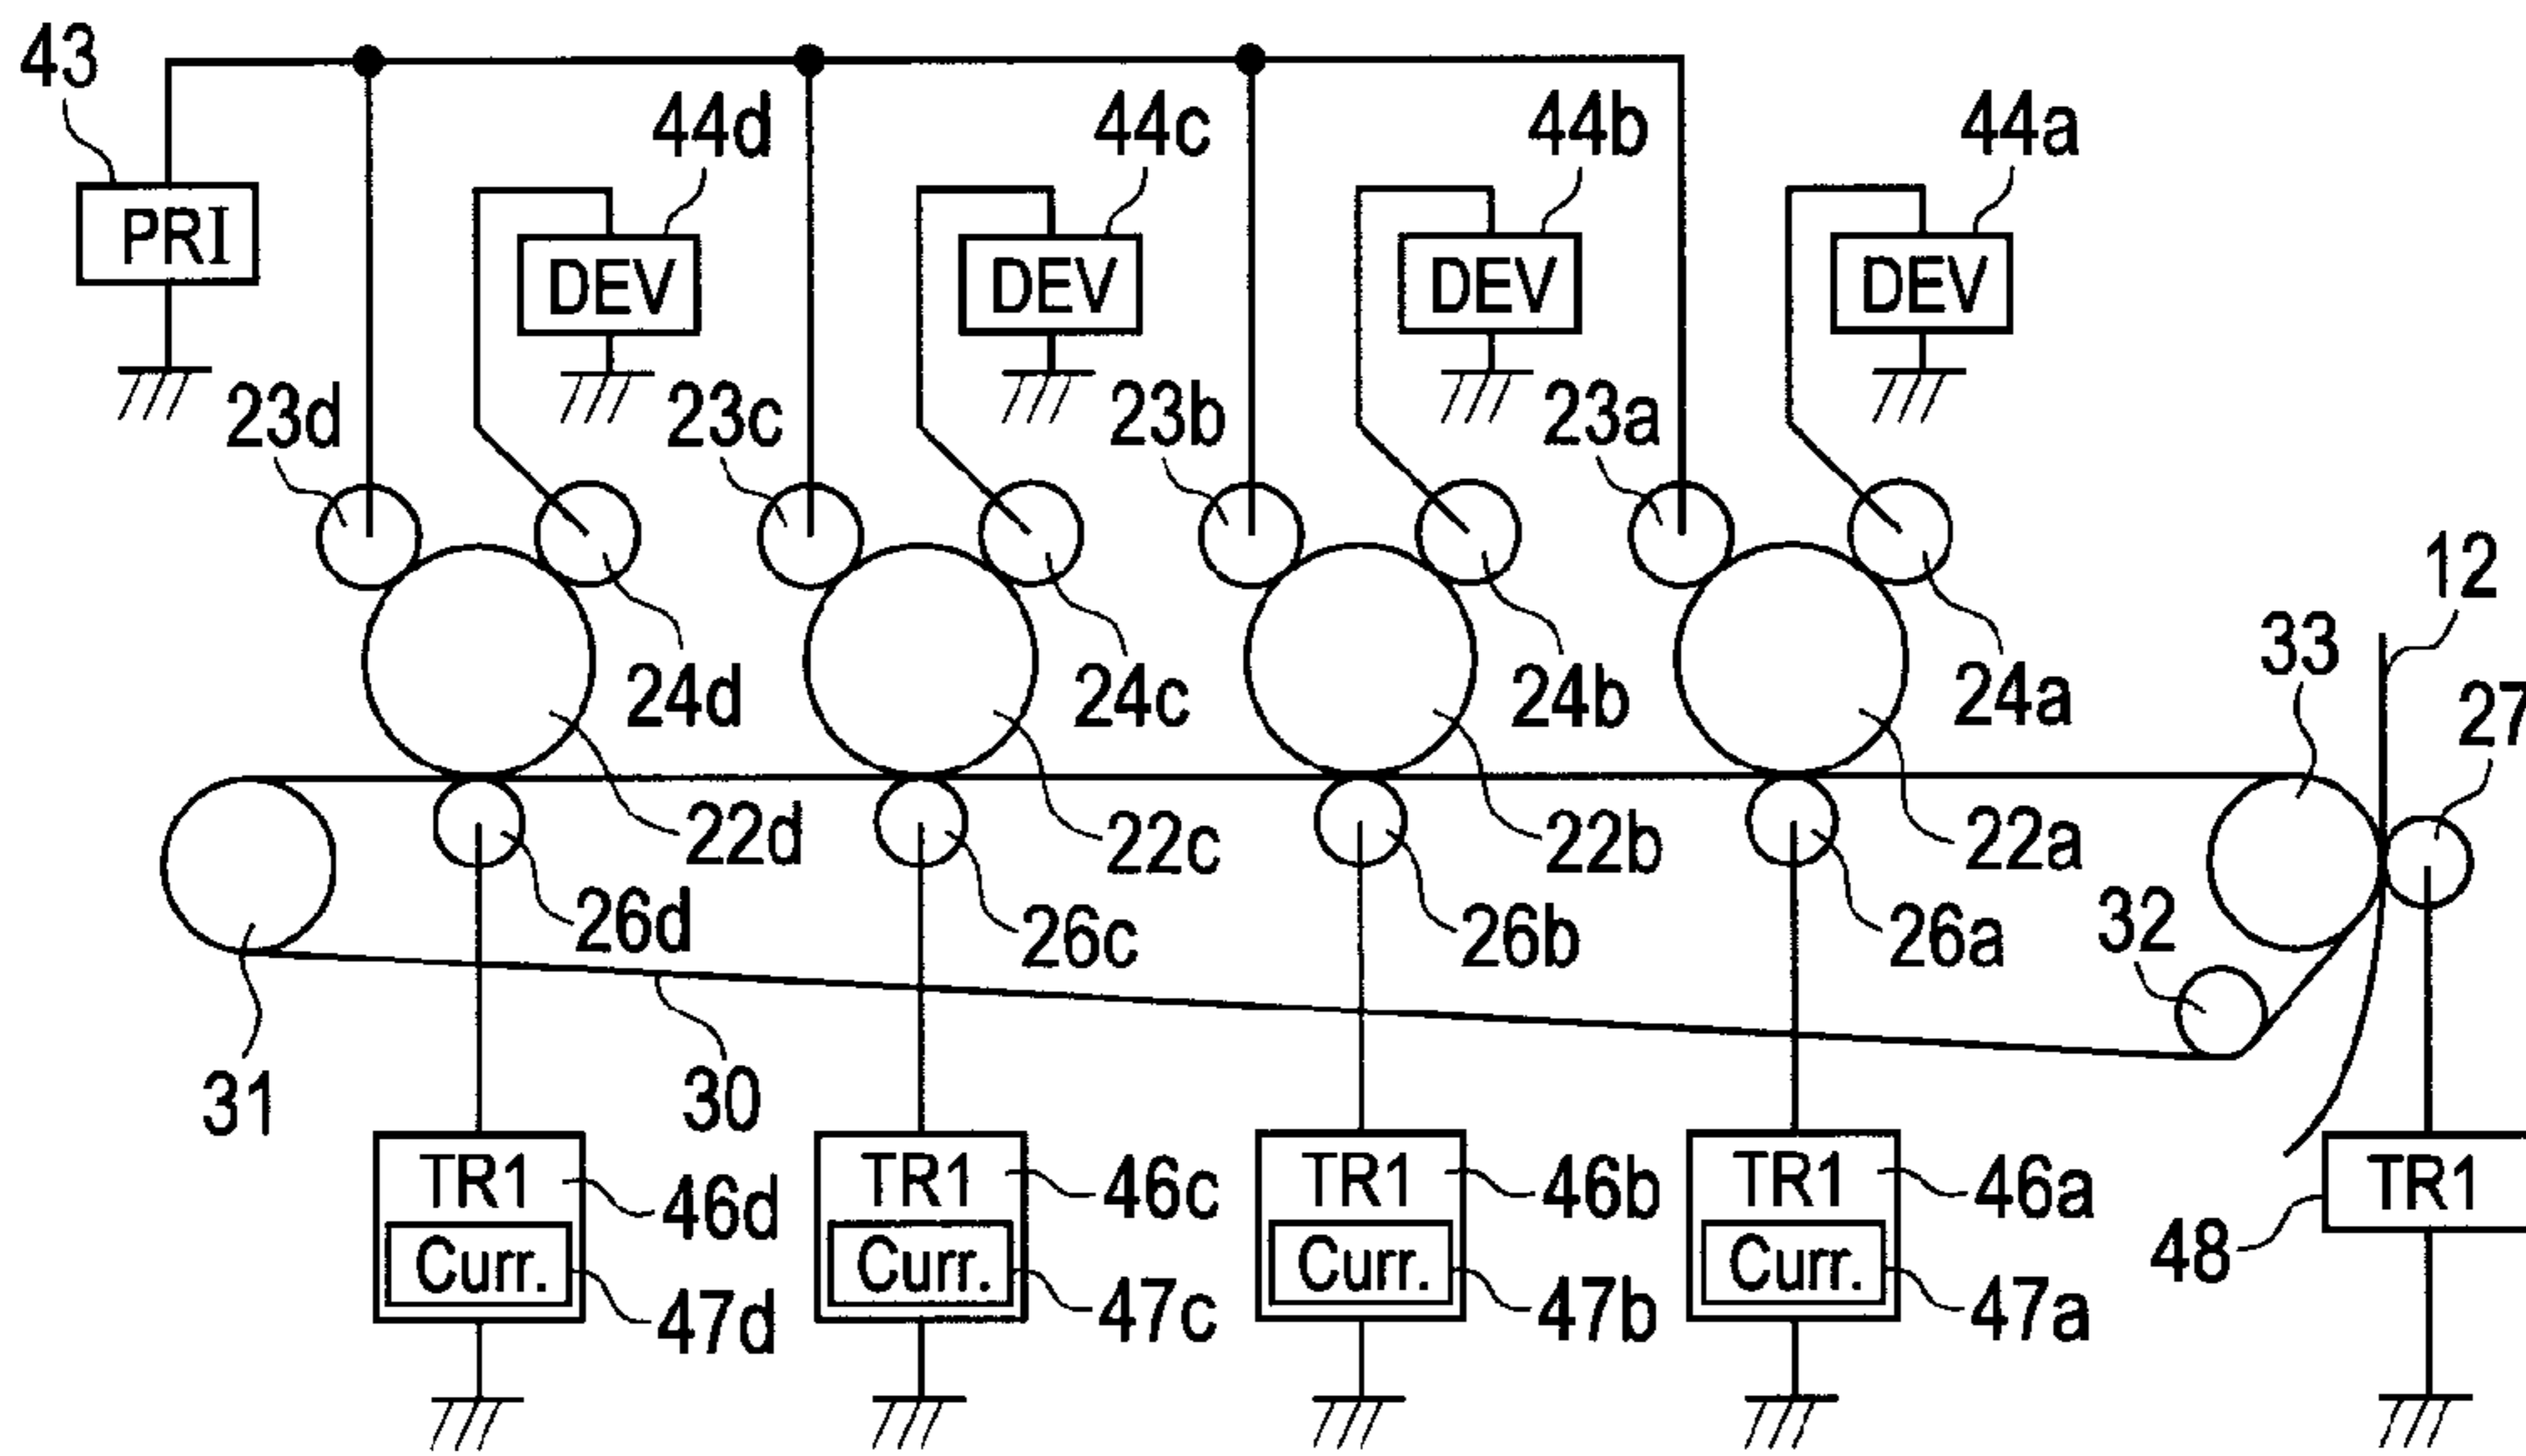 43
44d
44c
44b
44a
PRI
DEV
DEV
DEV
DEV
23d
23c
23b
23a
12
33
27
24d
24c
24b
24a
22d
22c
22b
22a
26d
26c
26b
26a
32
31
30
TR1
46d
TR1
46c
TR1
46b
TR1
46a
TR1
48
Curr.
47d
Curr.
47c
Curr.
47b
Curr.
47a